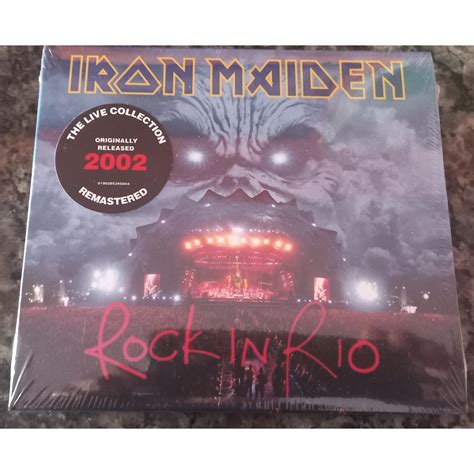 IRON MAIDEN
THE LIVE COLLECTION
ORIGINALLY
RELEASED
2002
REMASTERED
ROCK IN RIO